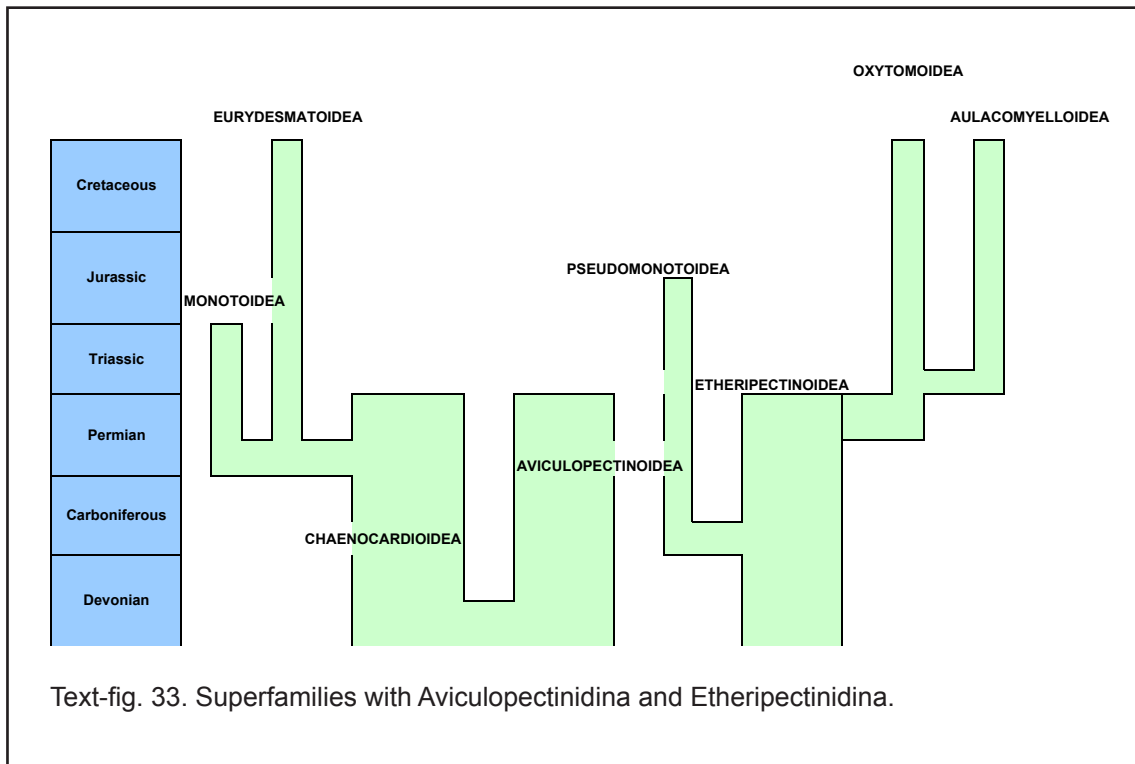 OXYTOMOIDEA
EURYDESMATOIDEA
AULACOMYELLOIDEA
Cretaceous
PSEUDOMONOTOIDEA
Jurassic
MONOTOIDEA
Triassic
ETHERIPECTINOIDEA
Permian
AVICULOPECTINOIDEA
Carboniferous
CHAENOCARDIOIDEA
Devonian
Text-fig. 33. Superfamilies with Aviculopectinidina and Etheripectinidina.